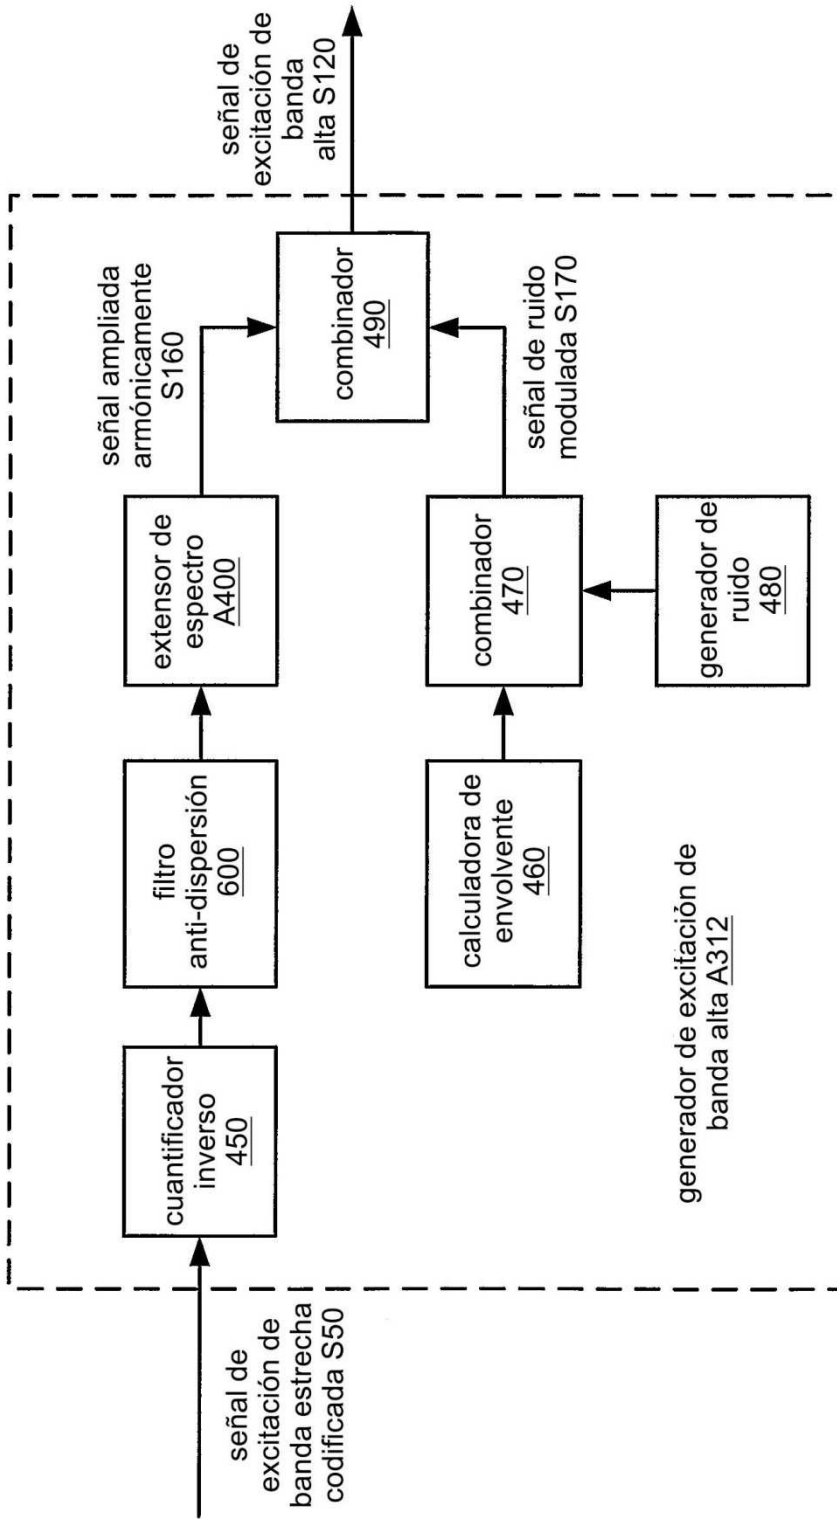 señal de
excitación de
banda estrecha
codificada S50
cuantificador
inverso
450
filtro
anti-dispersión
600
extensor de
espectro
A400
señal ampliada
armónicamente
S160
combinador
490
señal de
excitación de
banda
alta S120
calculadora de
envolvente
460
combinador
470
señal de ruido
modulada S170
generador de
ruido
480
generador de excitación de
banda alta A312